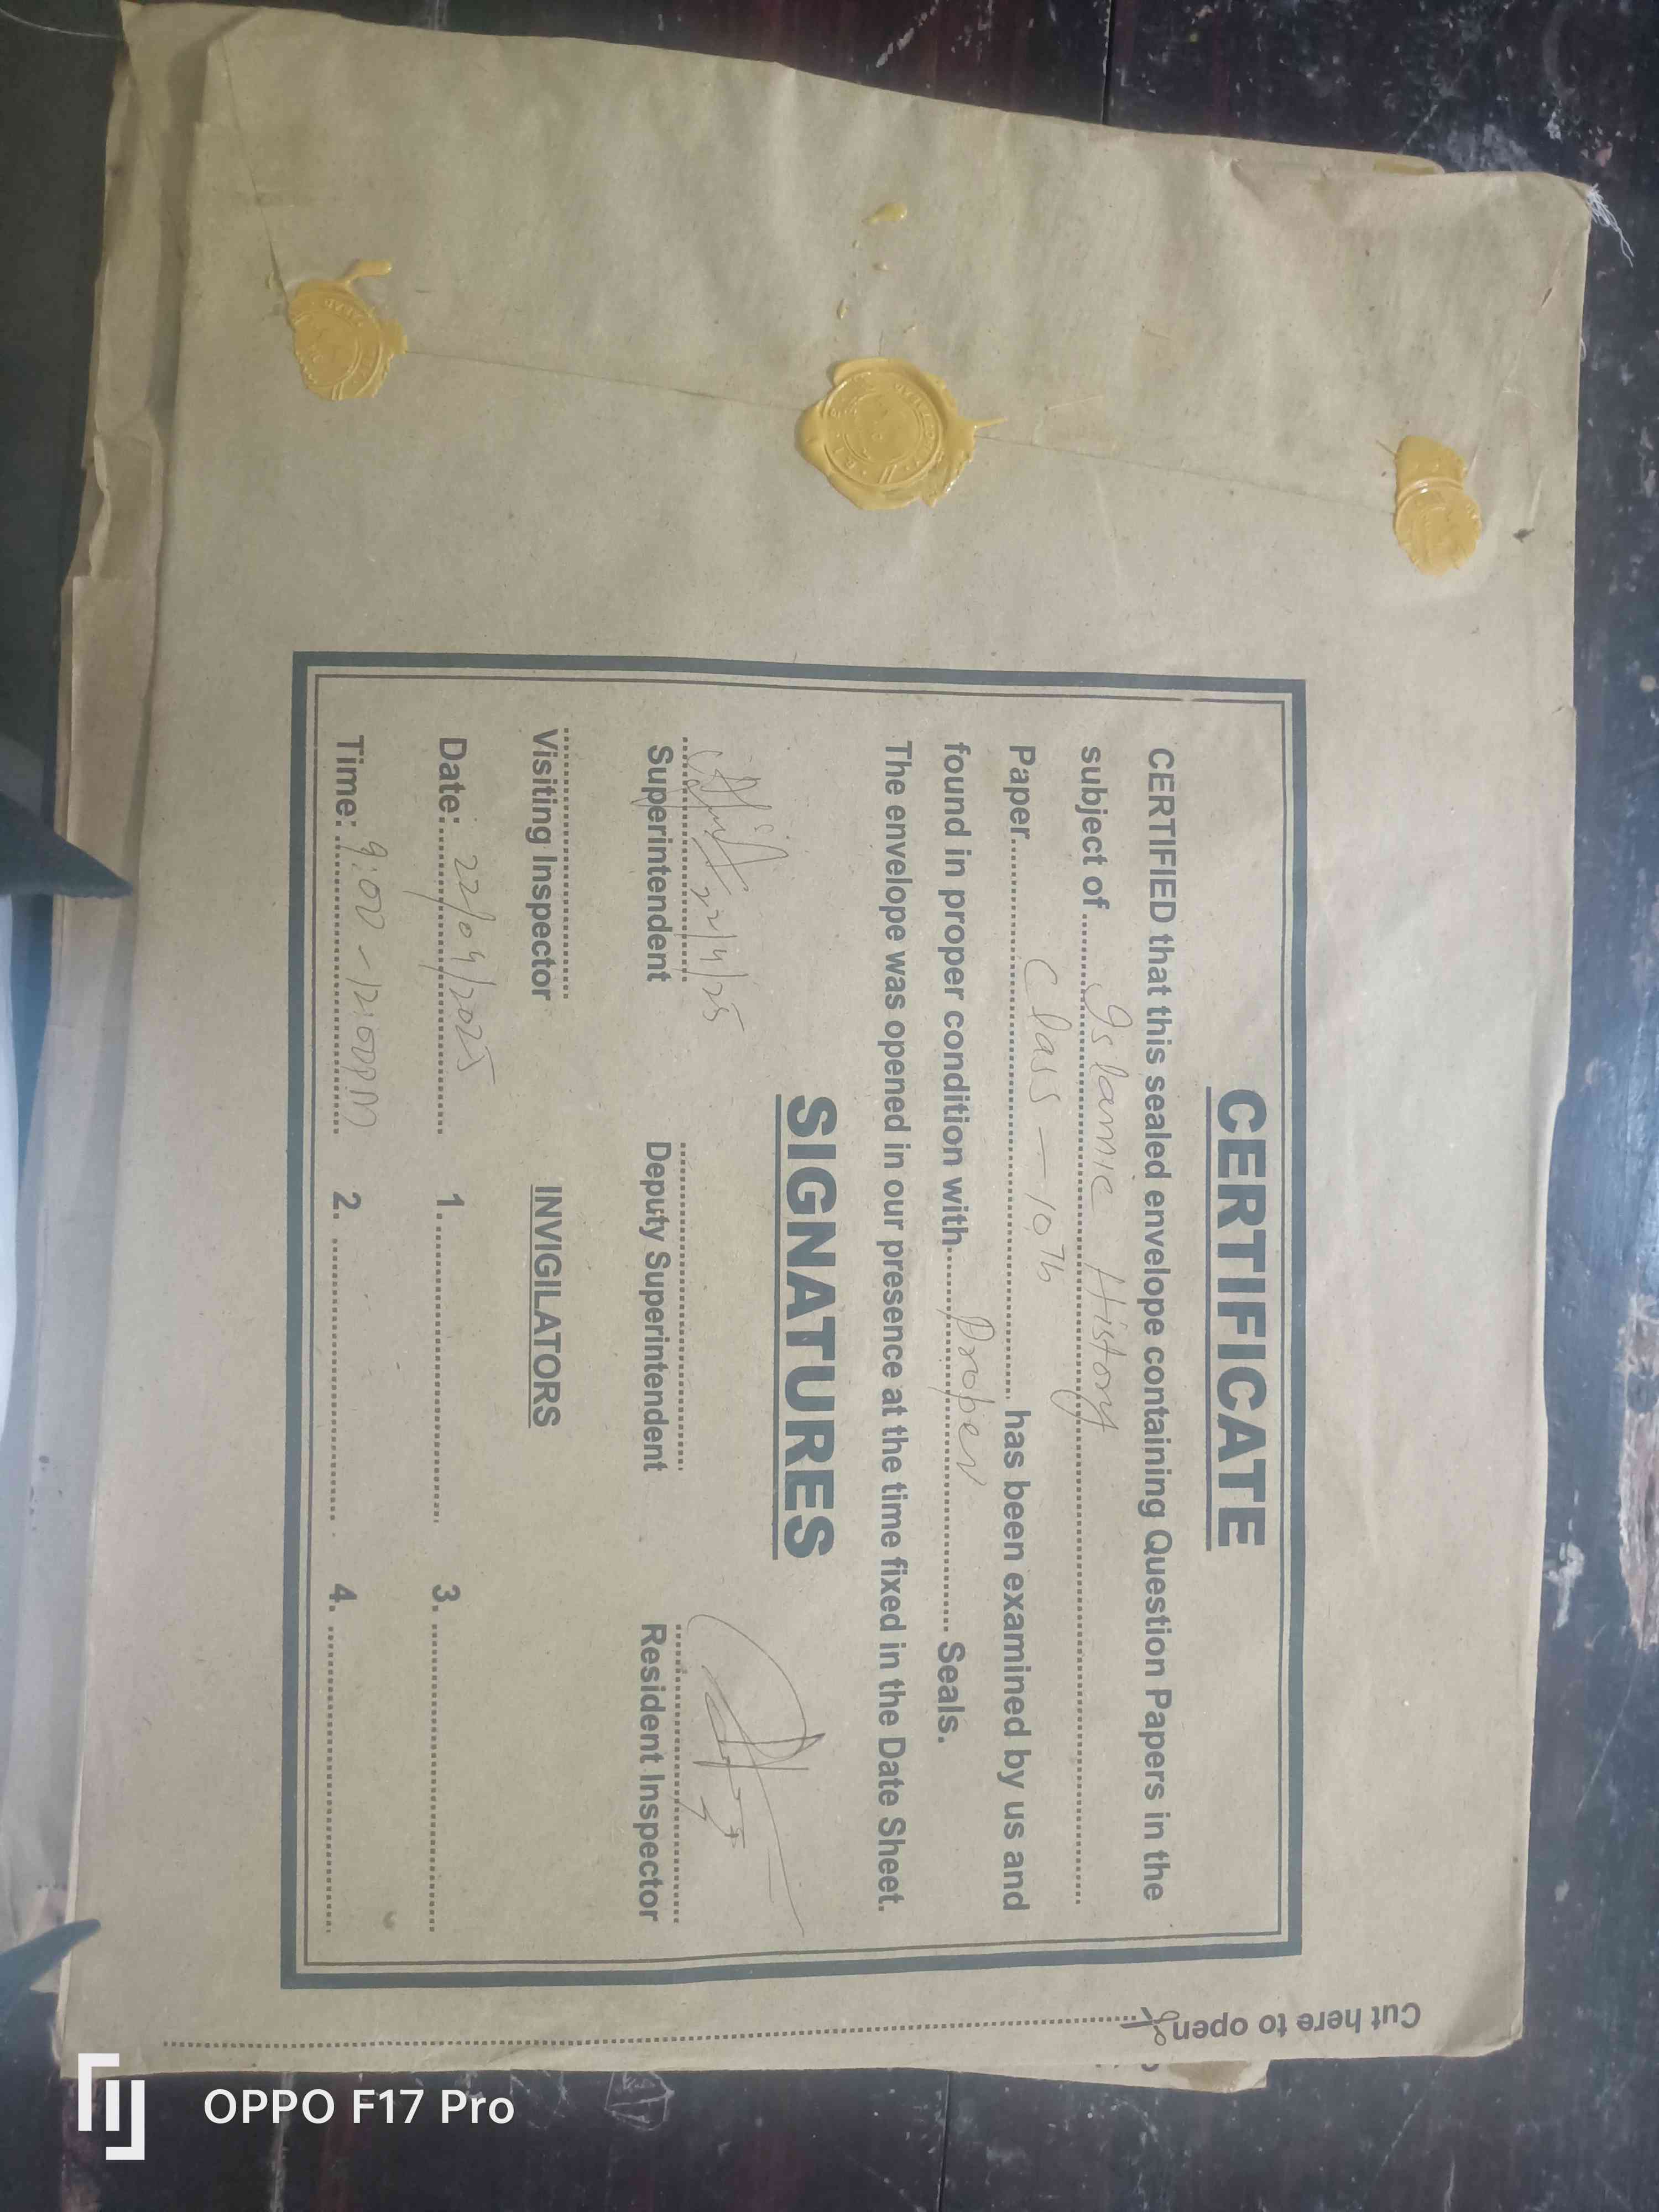 CERTIFICATE
CERTIFIED that this sealed envelope containing Question Papers in the
subject of ........ Islamic History ........
Paper........ Class - 10Th ........ has been examined by us and
found in proper condition with........ Proper ........ Seals.
The envelope was opened in our presence at the time fixed in the Date Sheet.
SIGNATURES
22/4/25
Superintendent Deputy Superintendent Resident Inspector
Visiting Inspector INVIGILATORS
Date:........ 22/04/2025 1. ........ 3. ........
Time: ........ 9:00 - 12:00PM 2. ........ 4. ........
Cut here to open
OPPO F17 Pro